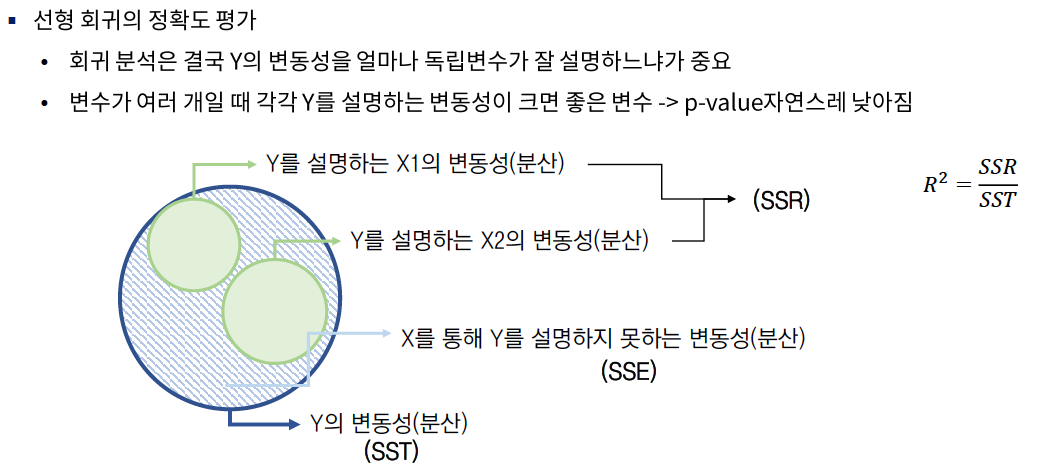 ▪ 선형 회귀의 정확도 평가
• 회귀 분석은 결국 Y의 변동성을 얼마나 독립변수가 잘 설명하느냐가 중요
• 변수가 여러 개일 때 각각 Y를 설명하는 변동성이 크면 좋은 변수 -> p-value자연스레 낮아짐
Y를 설명하는 X1의 변동성(분산)
(SSR)
R² = SSR/SST
Y를 설명하는 X2의 변동성(분산)
X를 통해 Y를 설명하지 못하는 변동성(분산)
(SSE)
Y의 변동성(분산)
(SST)